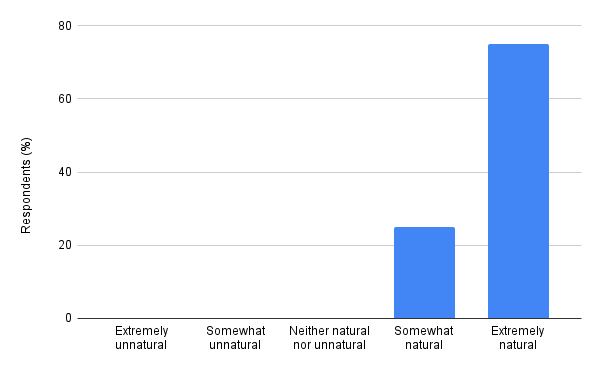 80
60
40
20
0
Respondents (%)
Extremely
unnatural
Somewhat
unnatural
Neither natural
nor unnatural
Somewhat
natural
Extremely
natural